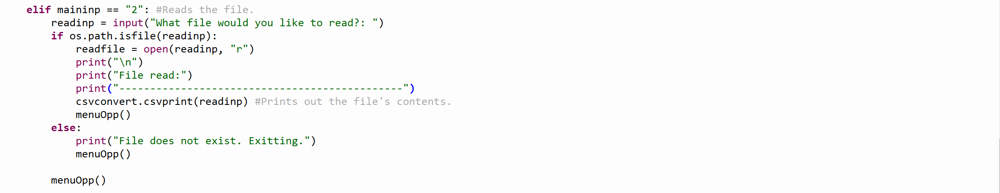 elif maininp == "2": #Reads the file.
readinp = input("What file would you like to read?: ")
if os.path.isfile(readinp):
readfile = open(readinp, "r")
print("\n")
print("File read:")
print("----------------------------------------------")
csvconvert.csvprint(readinp) #Prints out the file's contents.
menuOpp()
else:
print("File does not exist. Exitting.")
menuOpp()
menuOpp()